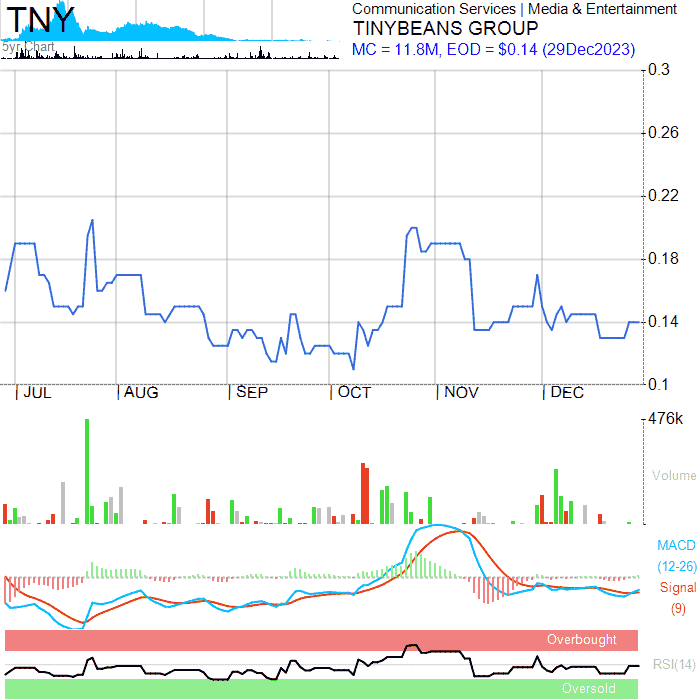 TNY
5yr Chart
Communication Services | Media & Entertainment
TINYBEANS GROUP
MC = 11.8M, EOD = $0.14 (29Dec2023)
0.3
0.26
0.22
0.18
0.14
0.1
JUL AUG SEP OCT NOV DEC
476k
Volume
MACD
(12-26)
Signal
(9)
Overbought
RSI(14)
Oversold